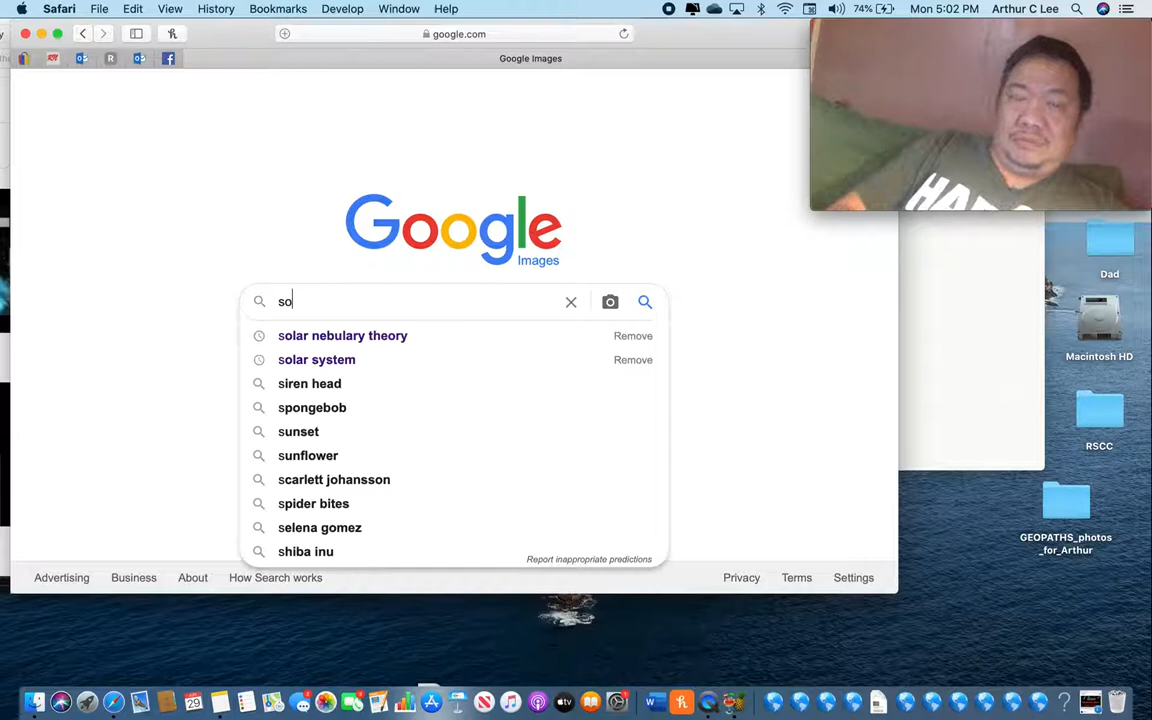 Safari File Edit View History Bookmarks Develop Window Help 74% Mon 5:02 PM Arthur C Lee
google.com
Google Images
Google
Images
so
solar nebulary theory Remove
solar system Remove
siren head
spongebob
sunset
sunflower
scarlett johansson
spider bites
selena gomez
shiba inu
Report inappropriate predictions
Advertising Business About How Search works Privacy Terms Settings
Dad
Macintosh HD
RSCC
GEOPATHS_photos
_for_Arthur